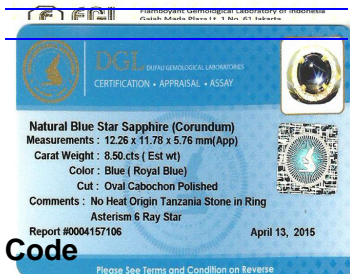 Flamboyant Gemological Laboratory of Indonesia
Gajah Mada Plaza Lt. 1 No. 61 Jakarta
DGL DUFAU GEMOLOGICAL LABORATORIES
CERTIFICATION • APPRAISAL • ASSAY
Natural Blue Star Sapphire (Corundum)
Measurements : 12.26 x 11.78 x 5.76 mm(App)
Carat Weight : 8.50.cts ( Est wt)
Color : Blue ( Royal Blue)
Cut : Oval Cabochon Polished
Comments : No Heat Origin Tanzania Stone in Ring
Asterism 6 Ray Star
Report #0004157106 April 13, 2015
Code
Please See Terms and Condition on Reverse